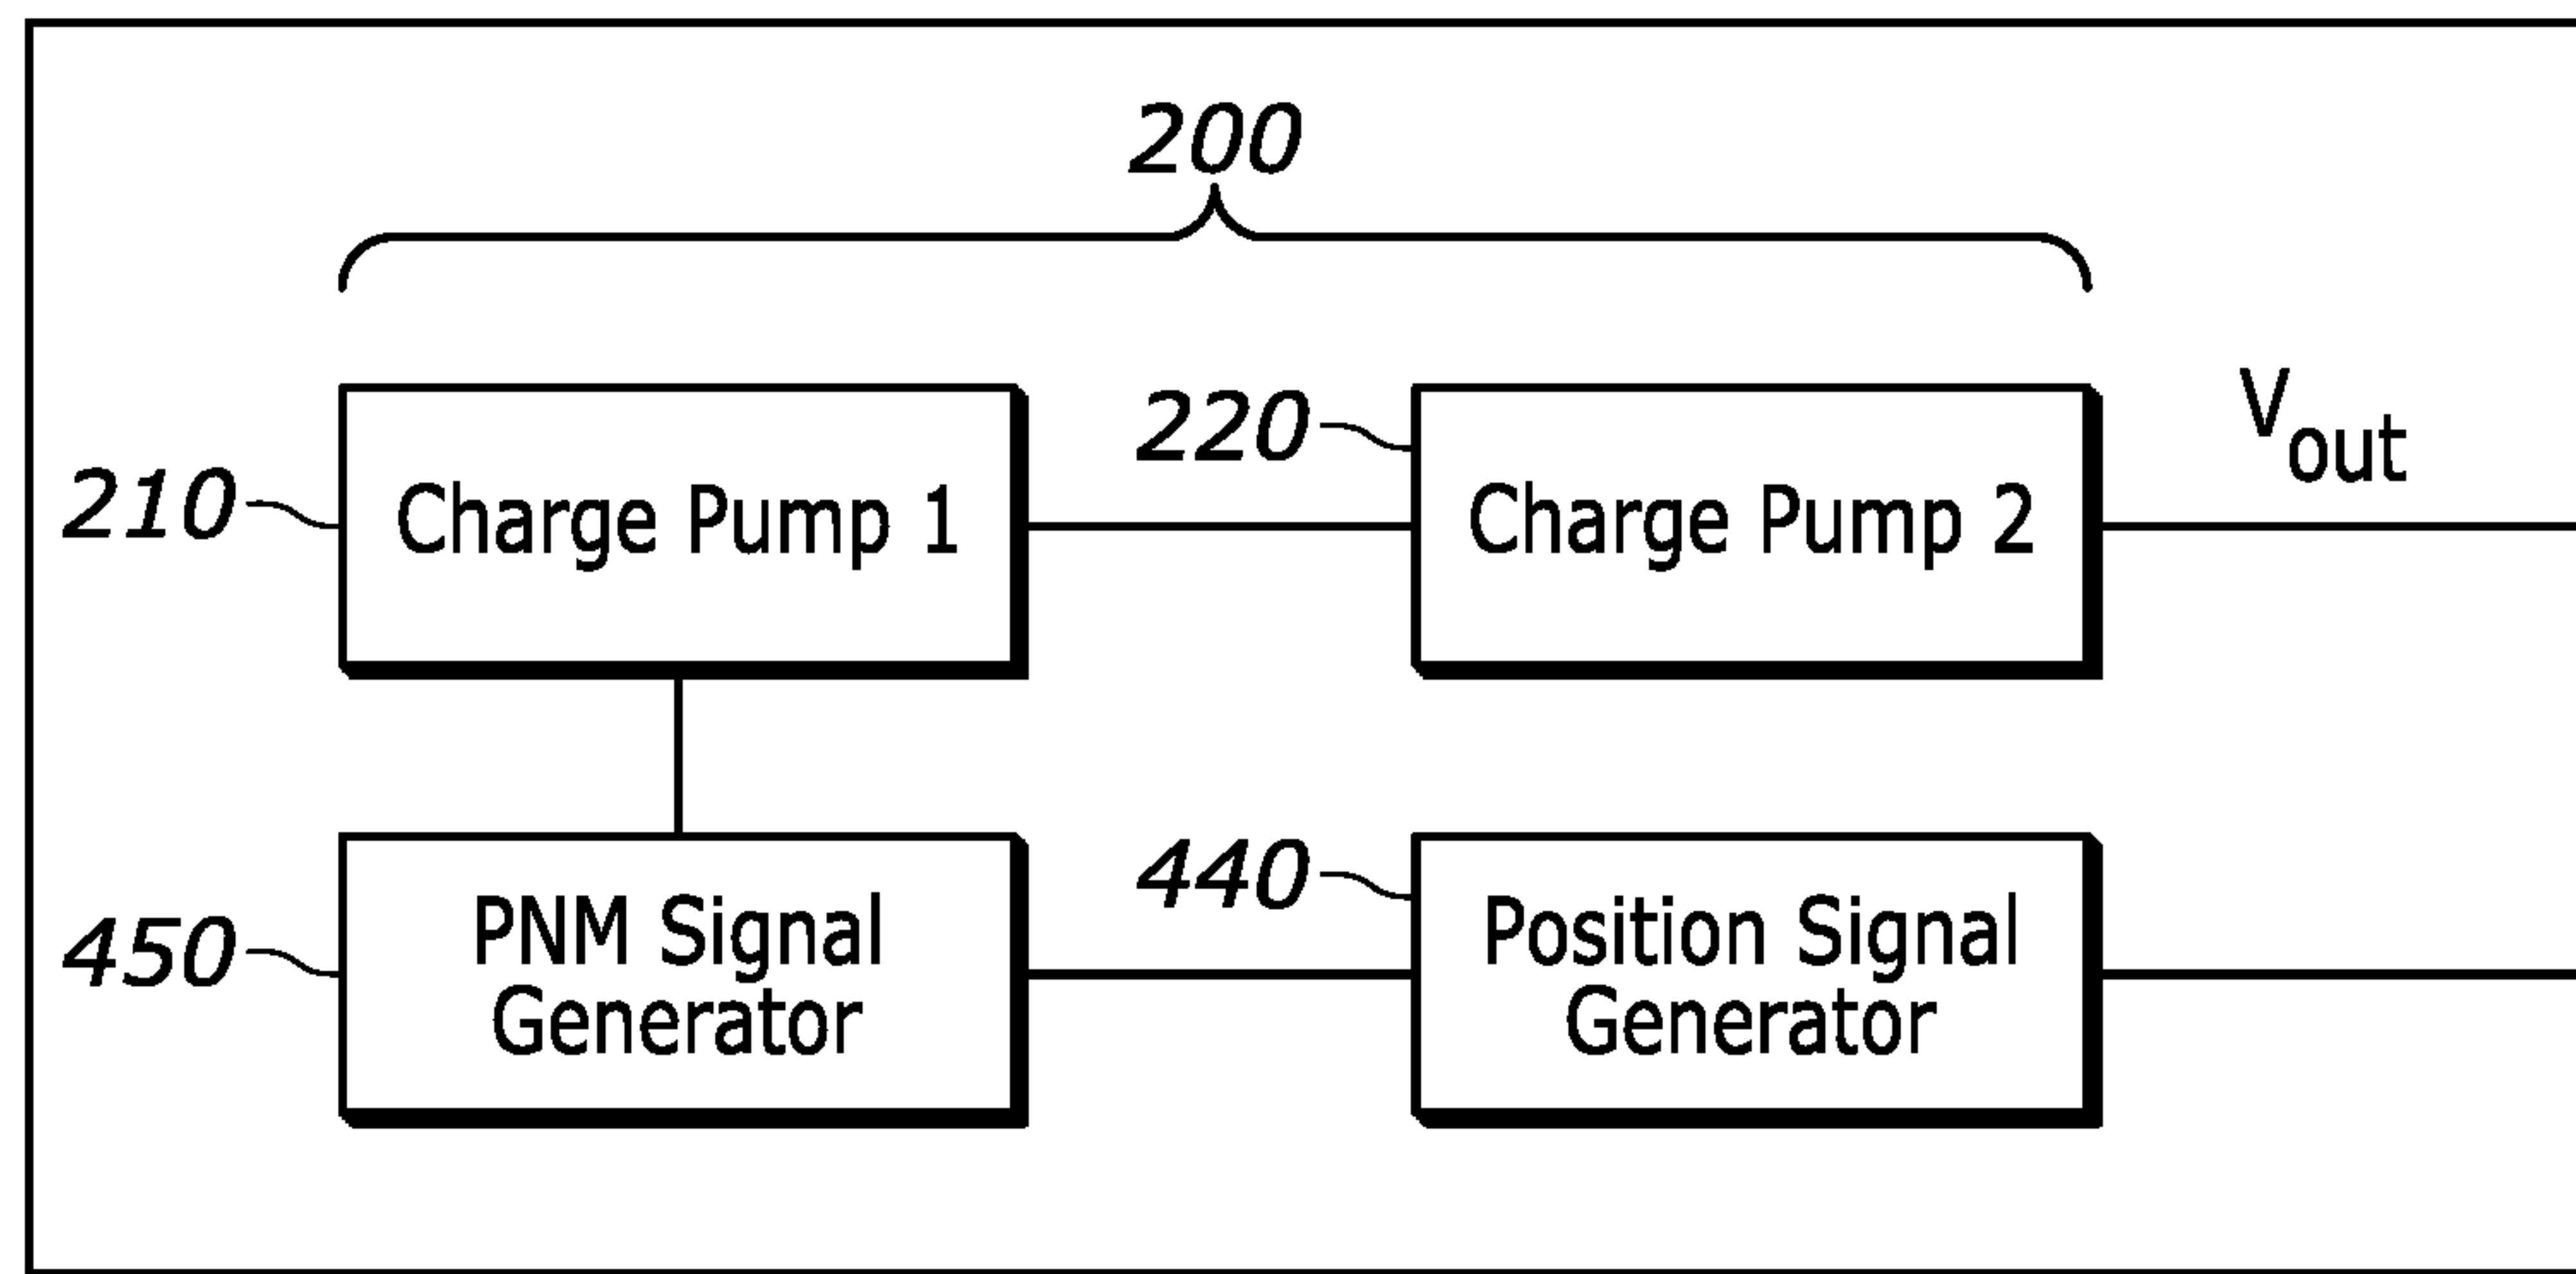 200
210
Charge Pump 1
220
Charge Pump 2
Vout
450
PNM Signal
Generator
440
Position Signal
Generator